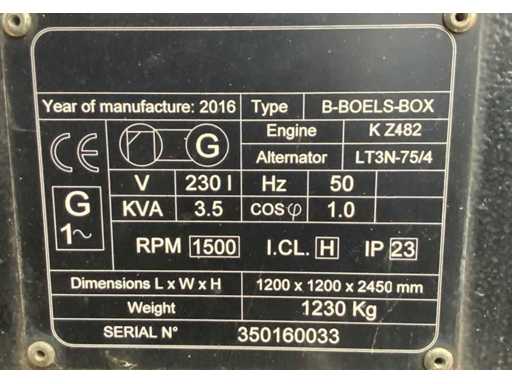 Year of manufacture: 2016 Type B-BOELS-BOX
Engine K Z482
CE G Alternator LT3N-75/4
V 230 I Hz 50
G KVA 3.5 COSφ 1.0
1~ RPM 1500 I.CL. H IP 23
Dimensions L x W x H 1200 x 1200 x 2450 mm
Weight 1230 Kg
SERIAL N° 350160033